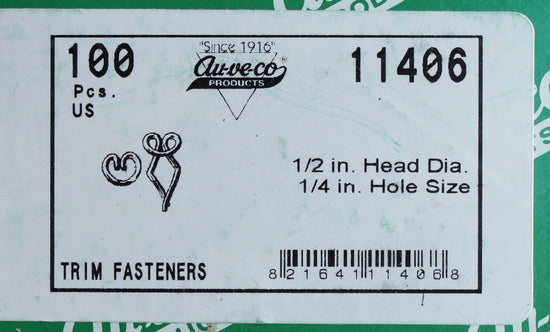 100
Pcs.
US
"Since 1916"
Au-ve-co®
PRODUCTS
11406
1/2 in. Head Dia.
1/4 in. Hole Size
TRIM FASTENERS
8 21641 11406 8